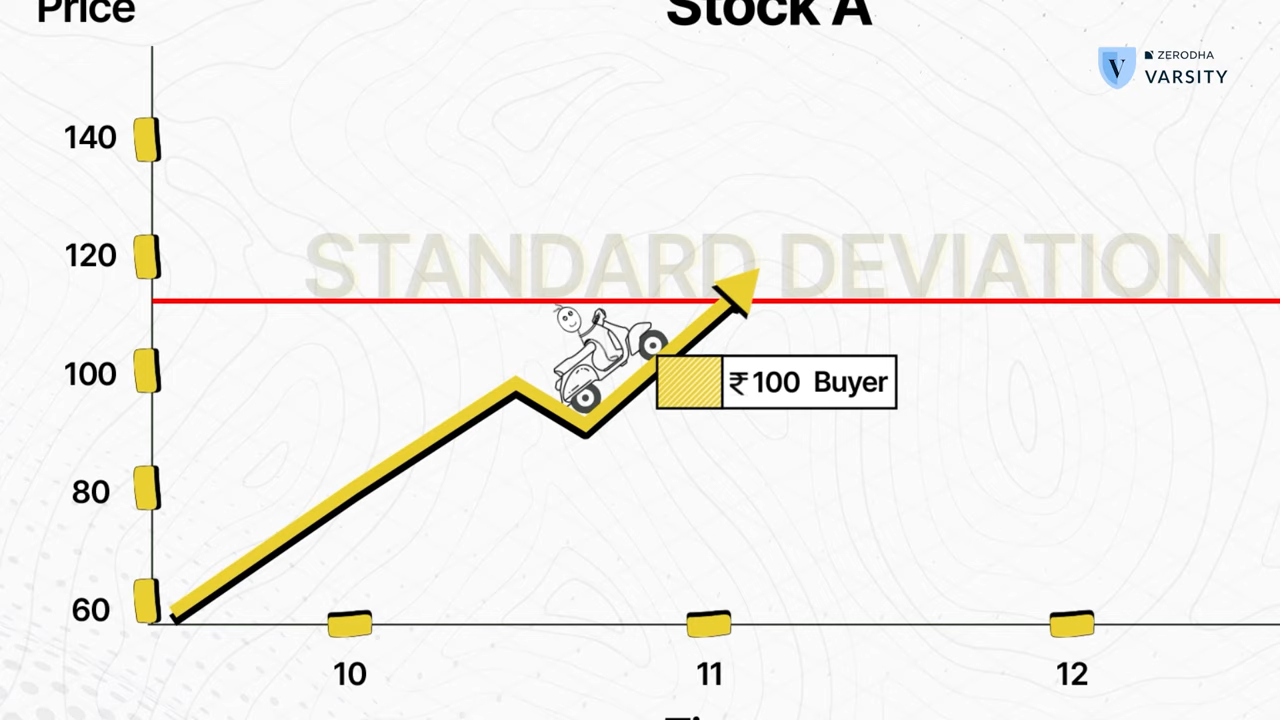 Price
Stock A
ZERODHA
VARSITY
140
120
STANDARD DEVIATION
100
₹100 Buyer
80
60
10
11
12